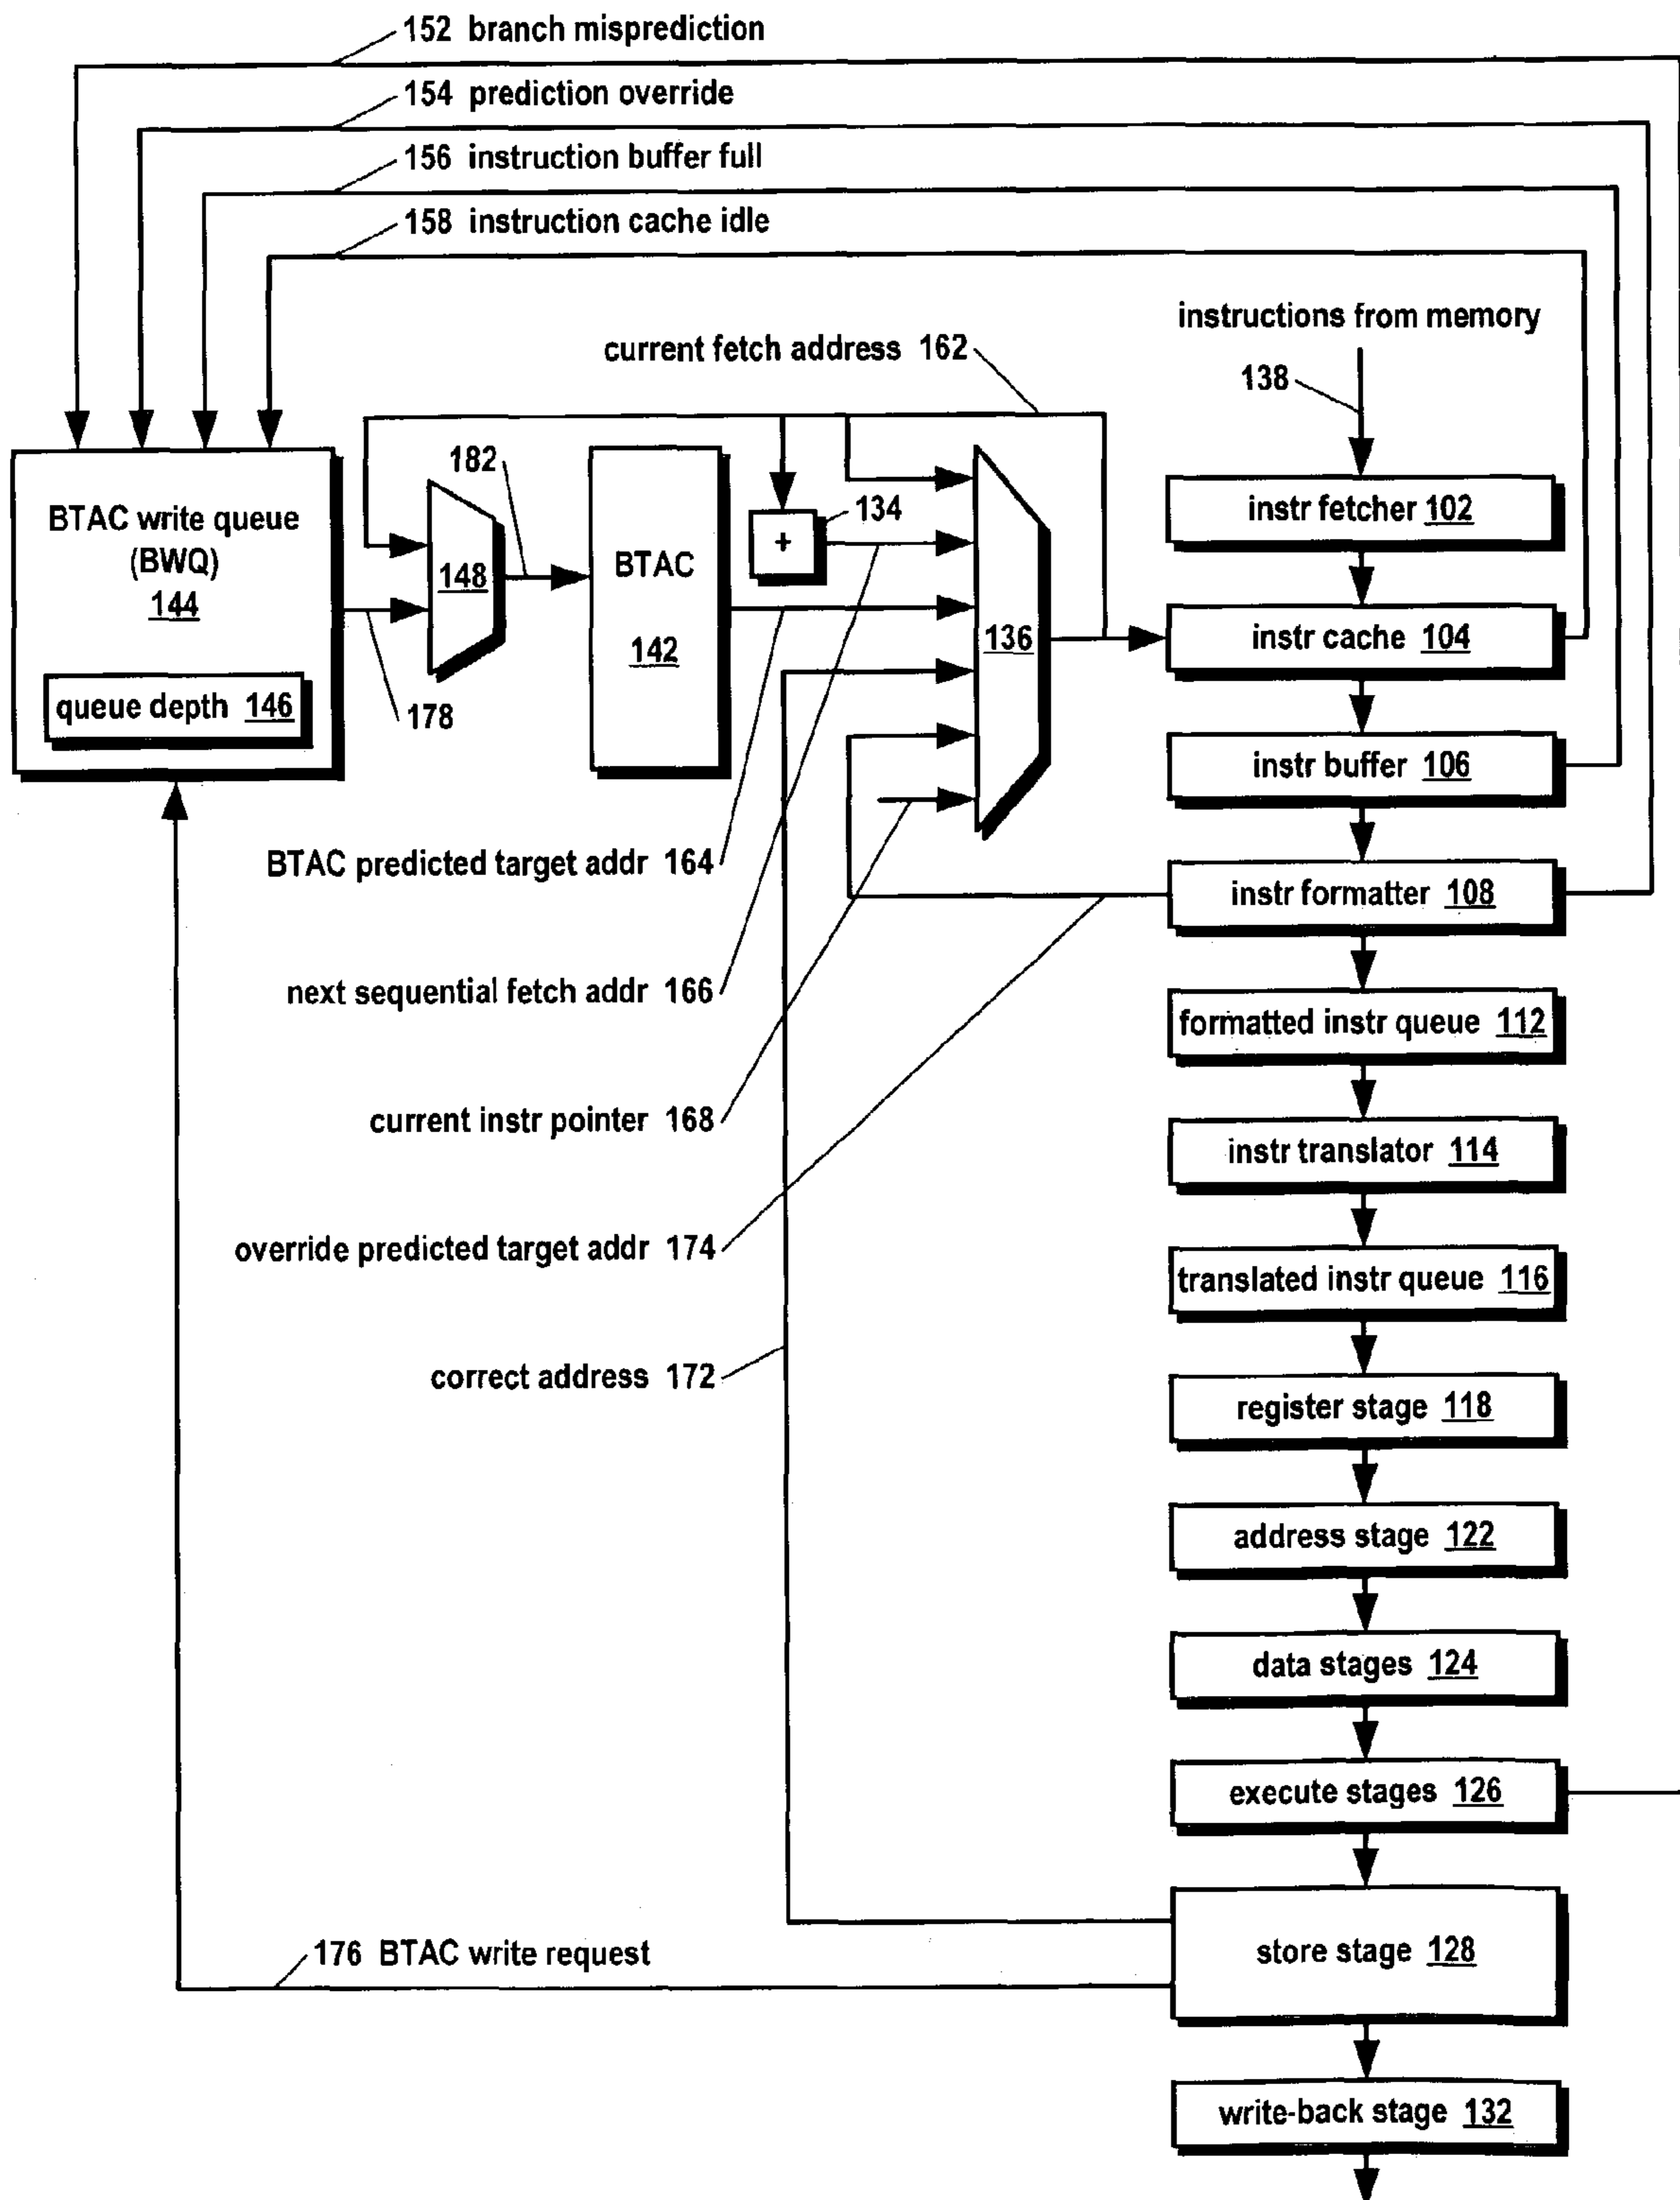 152 branch misprediction
154 prediction override
156 instruction buffer full
158 instruction cache idle
instructions from memory
138
current fetch address 162
BTAC write queue
(BWQ)
144
queue depth 146
178
182
148
BTAC
142
134
+
136
instr fetcher 102
instr cache 104
instr buffer 106
instr formatter 108
BTAC predicted target addr 164
next sequential fetch addr 166
current instr pointer 168
override predicted target addr 174
correct address 172
formatted instr queue 112
instr translator 114
translated instr queue 116
register stage 118
address stage 122
data stages 124
execute stages 126
store stage 128
176 BTAC write request
write-back stage 132